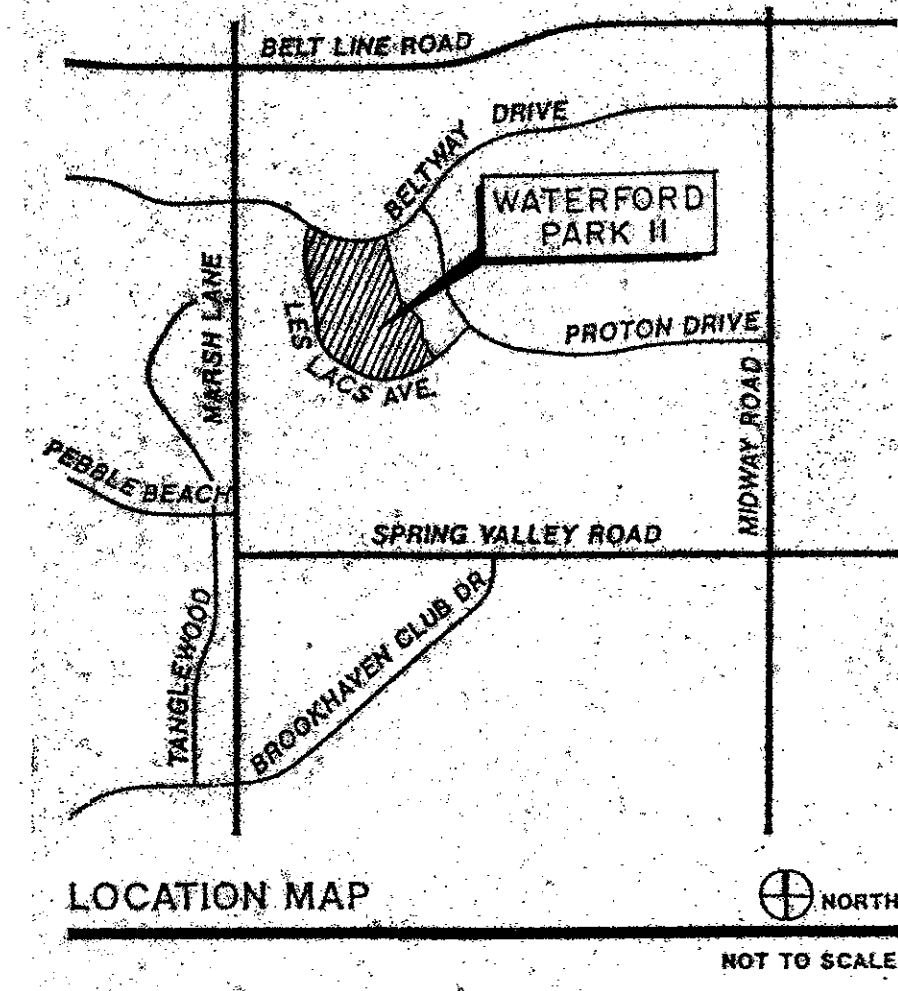 BELT LINE ROAD
BELTWAY DRIVE
WATERFORD
PARK II
MARSH LANE
LES LACS AVE.
PROTON DRIVE
MIDWAY ROAD
PEBBLE BEACH
SPRING VALLEY ROAD
TANGLEWOOD
BROOKHAVEN CLUB DR
LOCATION MAP
NORTH
NOT TO SCALE